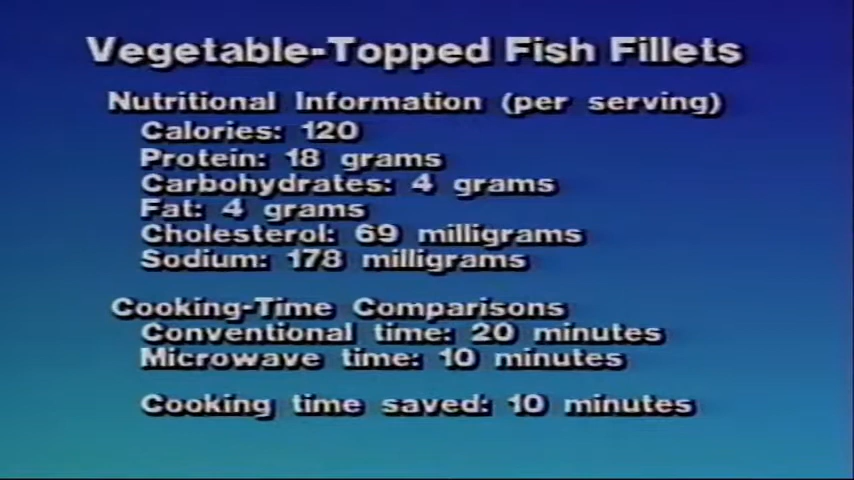 Vegetable-Topped Fish Fillets
Nutritional Information (per serving)
Calories: 120
Protein: 18 grams
Carbohydrates: 4 grams
Fat: 4 grams
Cholesterol: 69 milligrams
Sodium: 178 milligrams
Cooking-Time Comparisons
Conventional time: 20 minutes
Microwave time: 10 minutes
Cooking time saved: 10 minutes